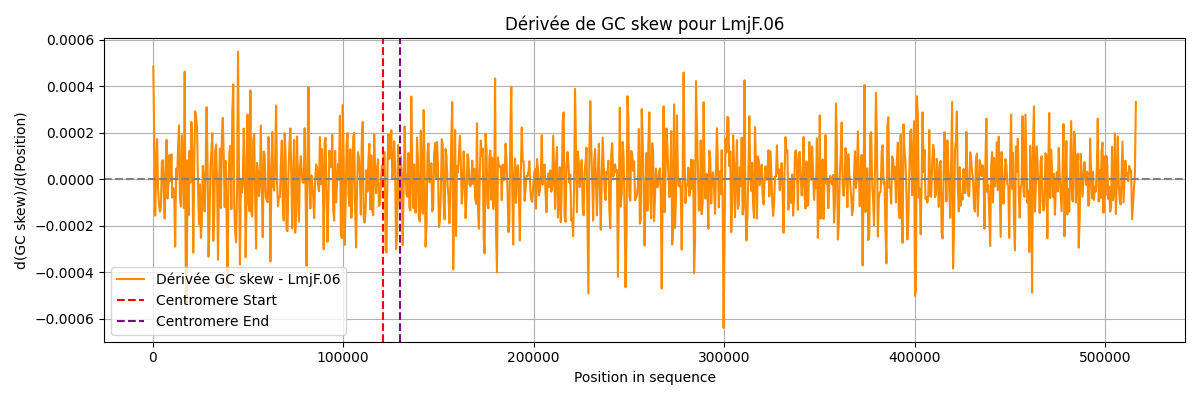 Dérivée de GC skew pour LmjF.06
d(GC skew)/d(Position)
0.0006
0.0004
0.0002
0.0000
−0.0002
−0.0004
−0.0006
Dérivée GC skew - LmjF.06
Centromere Start
Centromere End
0 100000 200000 300000 400000 500000
Position in sequence